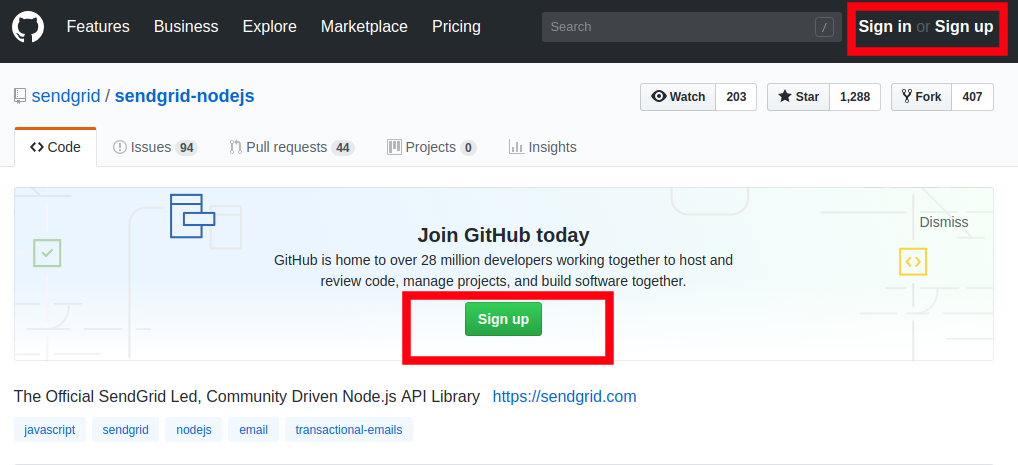 Features Business Explore Marketplace Pricing Search / Sign in or Sign up
sendgrid / sendgrid-nodejs Watch 203 Star 1,288 Fork 407
Code Issues 94 Pull requests 44 Projects 0 Insights
Dismiss
Join GitHub today
GitHub is home to over 28 million developers working together to host and
review code, manage projects, and build software together.
Sign up
The Official SendGrid Led, Community Driven Node.js API Library https://sendgrid.com
javascript sendgrid nodejs email transactional-emails